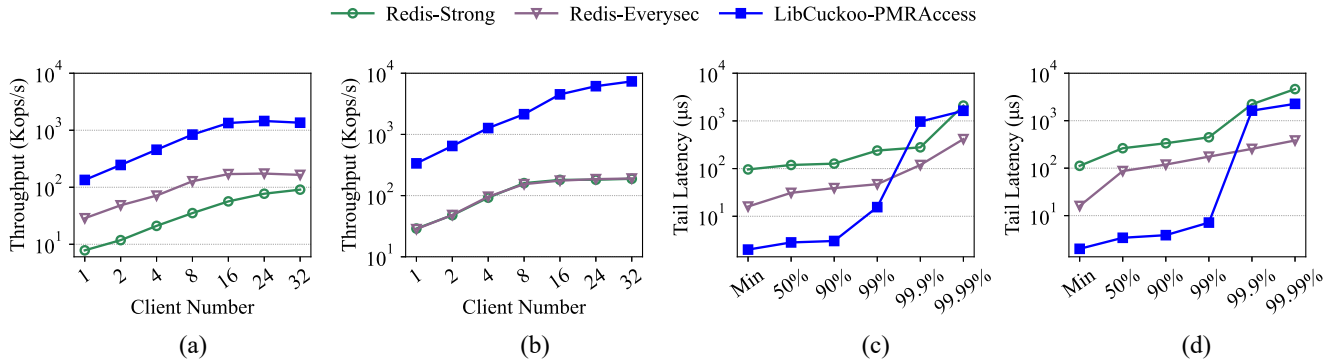 Redis-Strong Redis-Everysec LibCuckoo-PMRAccess
Throughput (Kops/s)
10^4
10^3
10^2
10^1
1 2 4 8 16 24 32
Client Number
(a)
Throughput (Kops/s)
10^4
10^3
10^2
10^1
1 2 4 8 16 24 32
Client Number
(b)
Tail Latency (μs)
10^4
10^3
10^2
10^1
Min 50% 90% 99% 99.9% 99.99%
(c)
Tail Latency (μs)
10^4
10^3
10^2
10^1
Min 50% 90% 99% 99.9% 99.99%
(d)